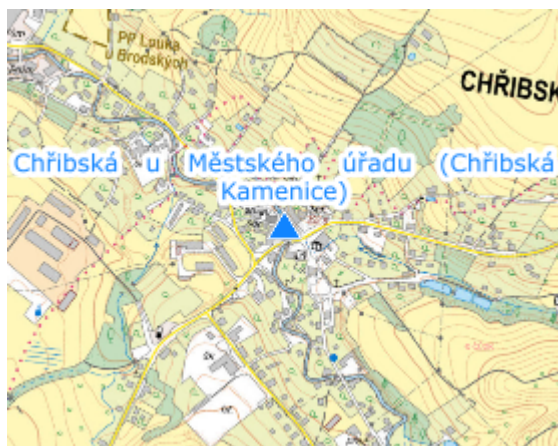 PP Louka
Brodských
CHŘIBSK
Chřibská u Městského úřadu (Chřibská
Kamenice)